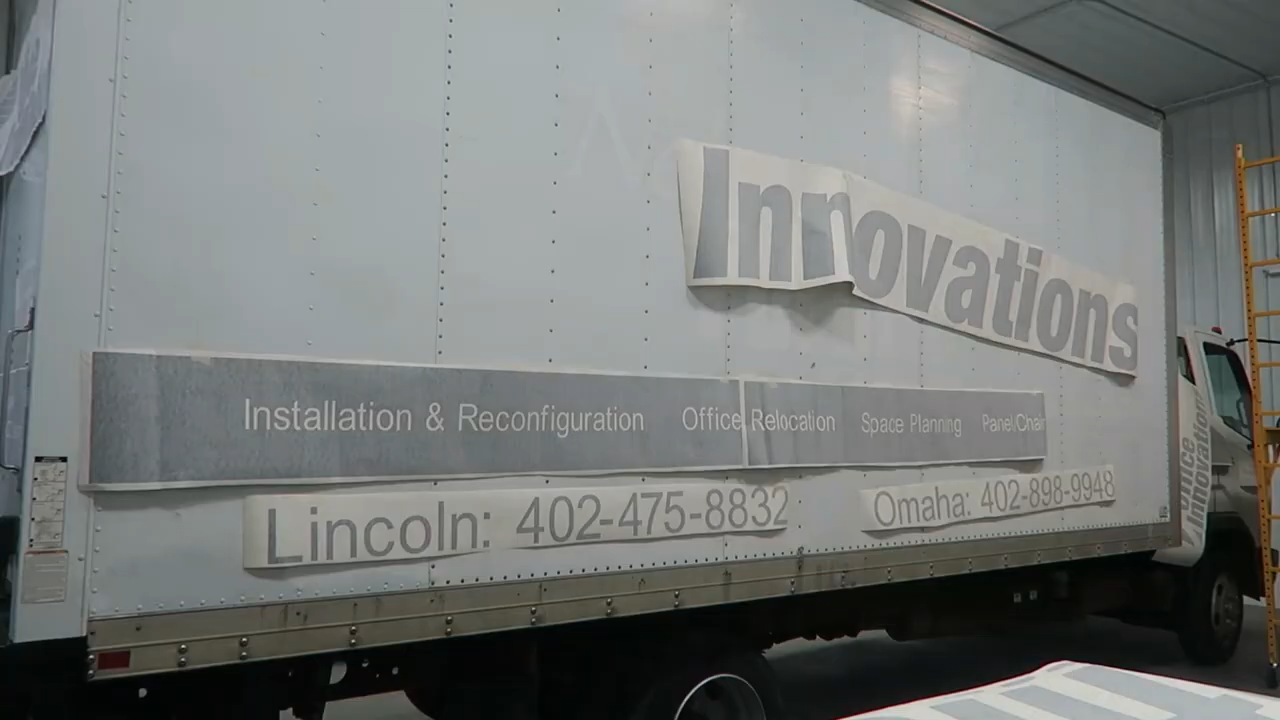 Innovations
Installation & Reconfiguration Office Relocation Space Planning Panel/Chair
Lincoln: 402-475-8832
Omaha: 402-898-9948
Office
Innovations